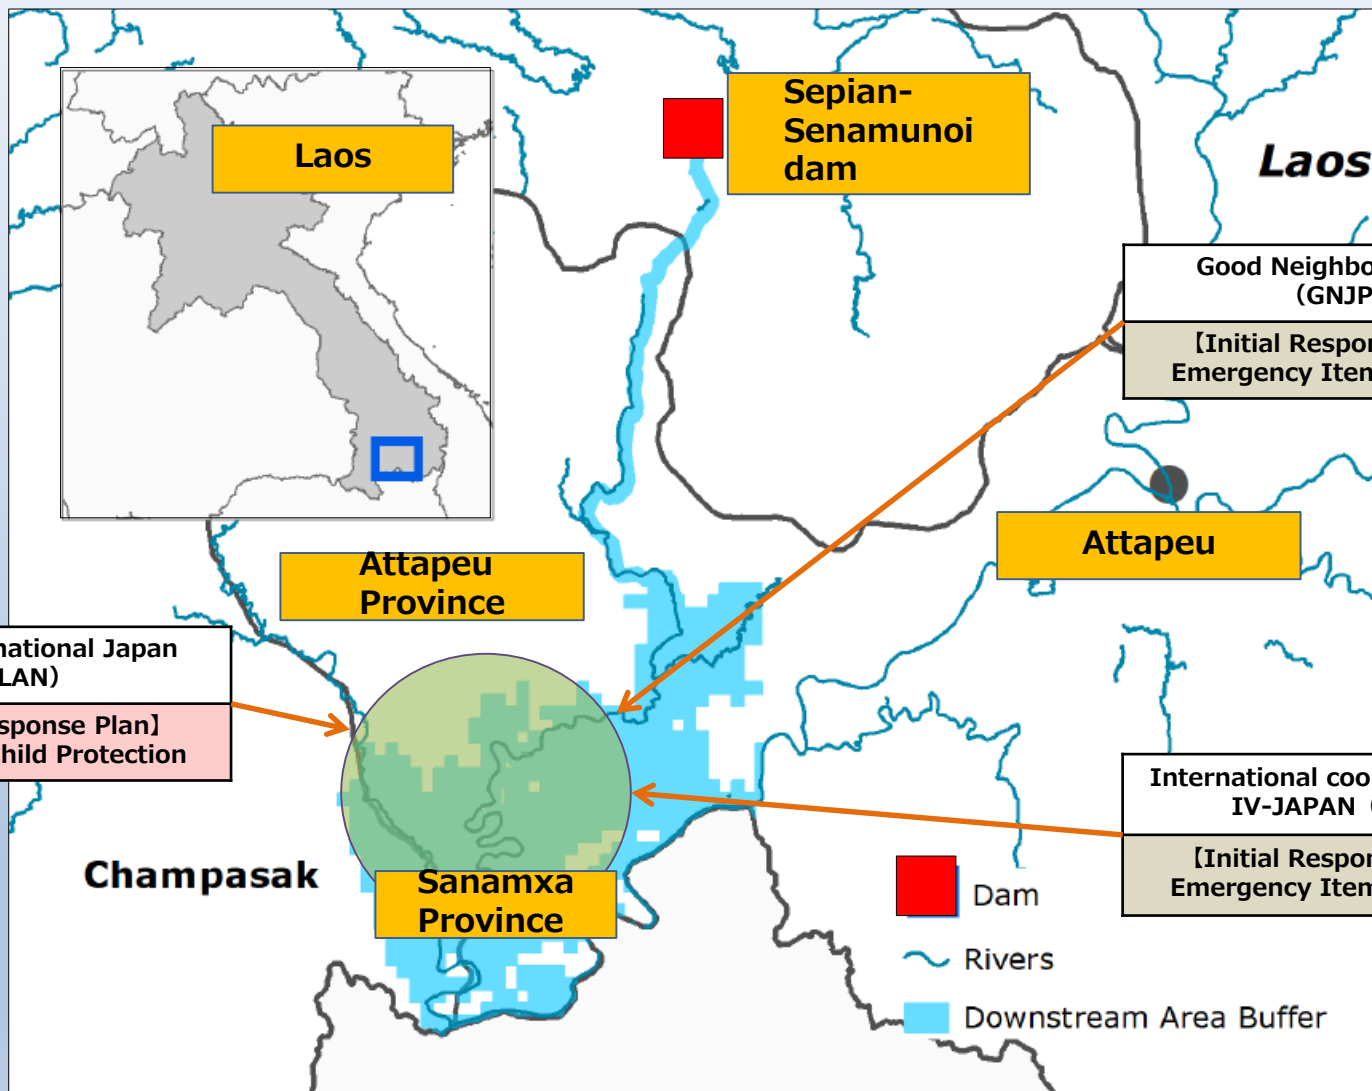 Sepian-
Senamunoi
dam
Laos
Laos
Good Neighbo
(GNJP
【Initial Respon
Emergency Item
Attapeu
Attapeu
Province
national Japan
LAN)
sponse Plan】
hild Protection
International coo
IV-JAPAN (
【Initial Respon
Emergency Item
Champasak
Sanamxa
Province
Dam
Rivers
Downstream Area Buffer